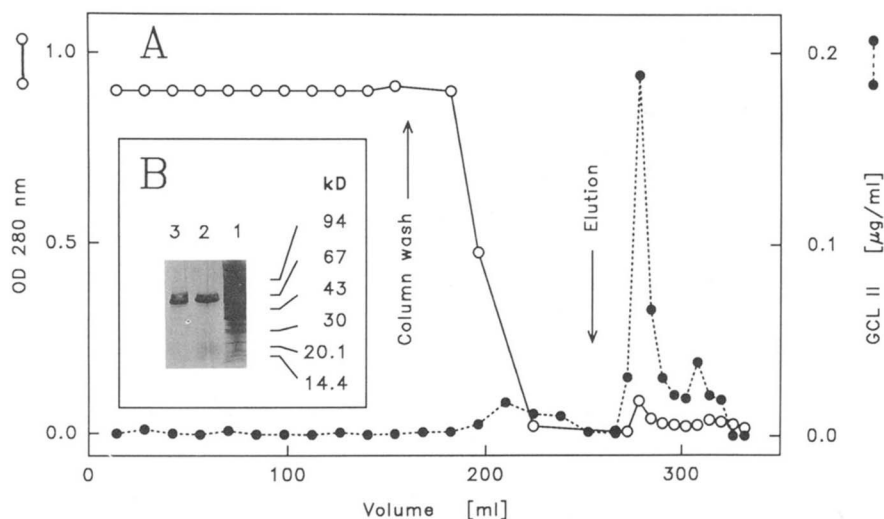 A
1.0
0.5
0.0
OD 280 nm
B
kD
3 2 1
94
67
43
30
20.1
14.4
Column wash
Elution
0.2
0.1
0.0
GCL II [µg/ml]
0 100 200 300
Volume [ml]